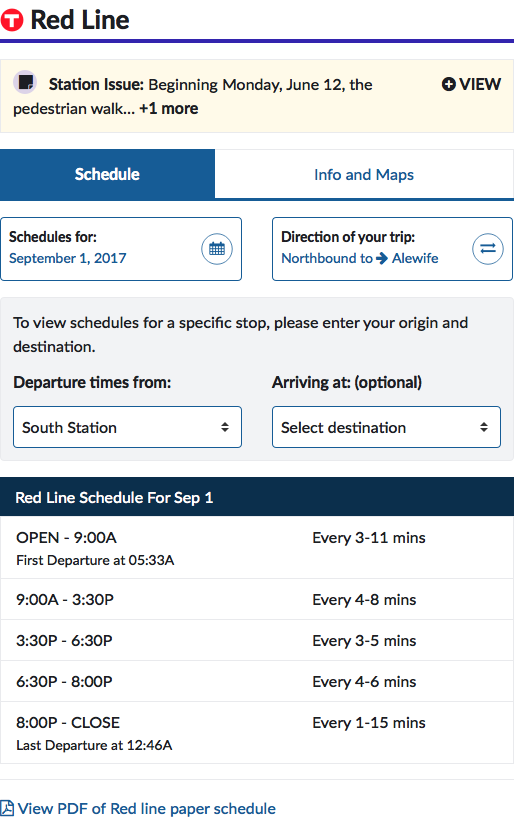 T Red Line
Station Issue: Beginning Monday, June 12, the
pedestrian walk... +1 more
VIEW
Schedule
Info and Maps
Schedules for:
September 1, 2017
Direction of your trip:
Northbound to → Alewife
To view schedules for a specific stop, please enter your origin and
destination.
Departure times from:
South Station
Arriving at: (optional)
Select destination
Red Line Schedule For Sep 1
OPEN - 9:00A Every 3-11 mins
First Departure at 05:33A
9:00A - 3:30P Every 4-8 mins
3:30P - 6:30P Every 3-5 mins
6:30P - 8:00P Every 4-6 mins
8:00P - CLOSE Every 1-15 mins
Last Departure at 12:46A
View PDF of Red line paper schedule